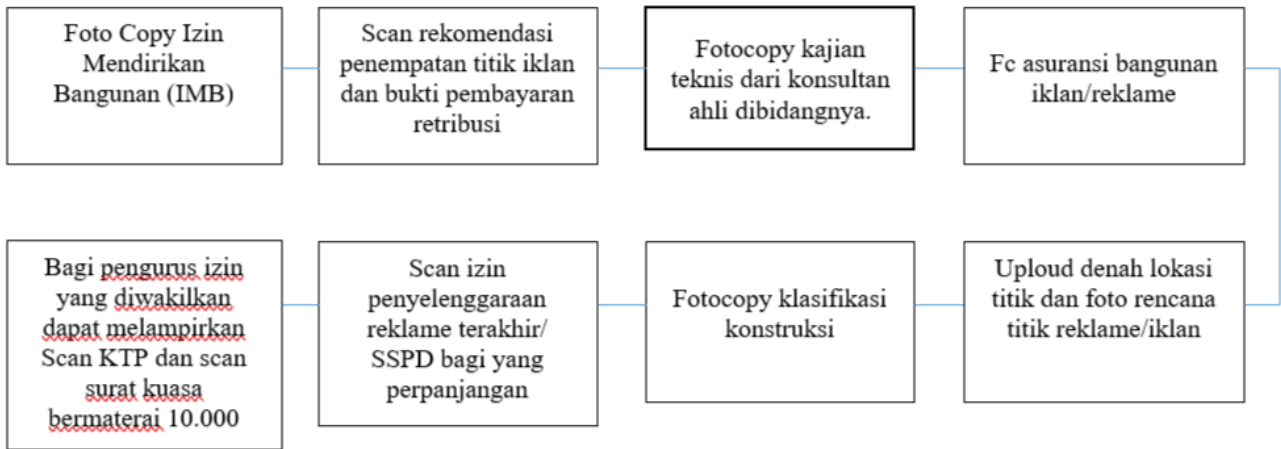 Foto Copy Izin
Mendirikan
Bangunan (IMB)
Scan rekomendasi
penempatan titik iklan
dan bukti pembayaran
retribusi
Fotocopy kajian
teknis dari konsultan
ahli dibidangnya.
Fc asuransi bangunan
iklan/reklame
Uploud denah lokasi
titik dan foto rencana
titik reklame/iklan
Fotocopy klasifikasi
konstruksi
Scan izin
penyelenggaraan
reklame terakhir/
SSPD bagi yang
perpanjangan
Bagi pengurus izin
yang diwakilkan
dapat melampirkan
Scan KTP dan scan
surat kuasa
bermaterai 10.000